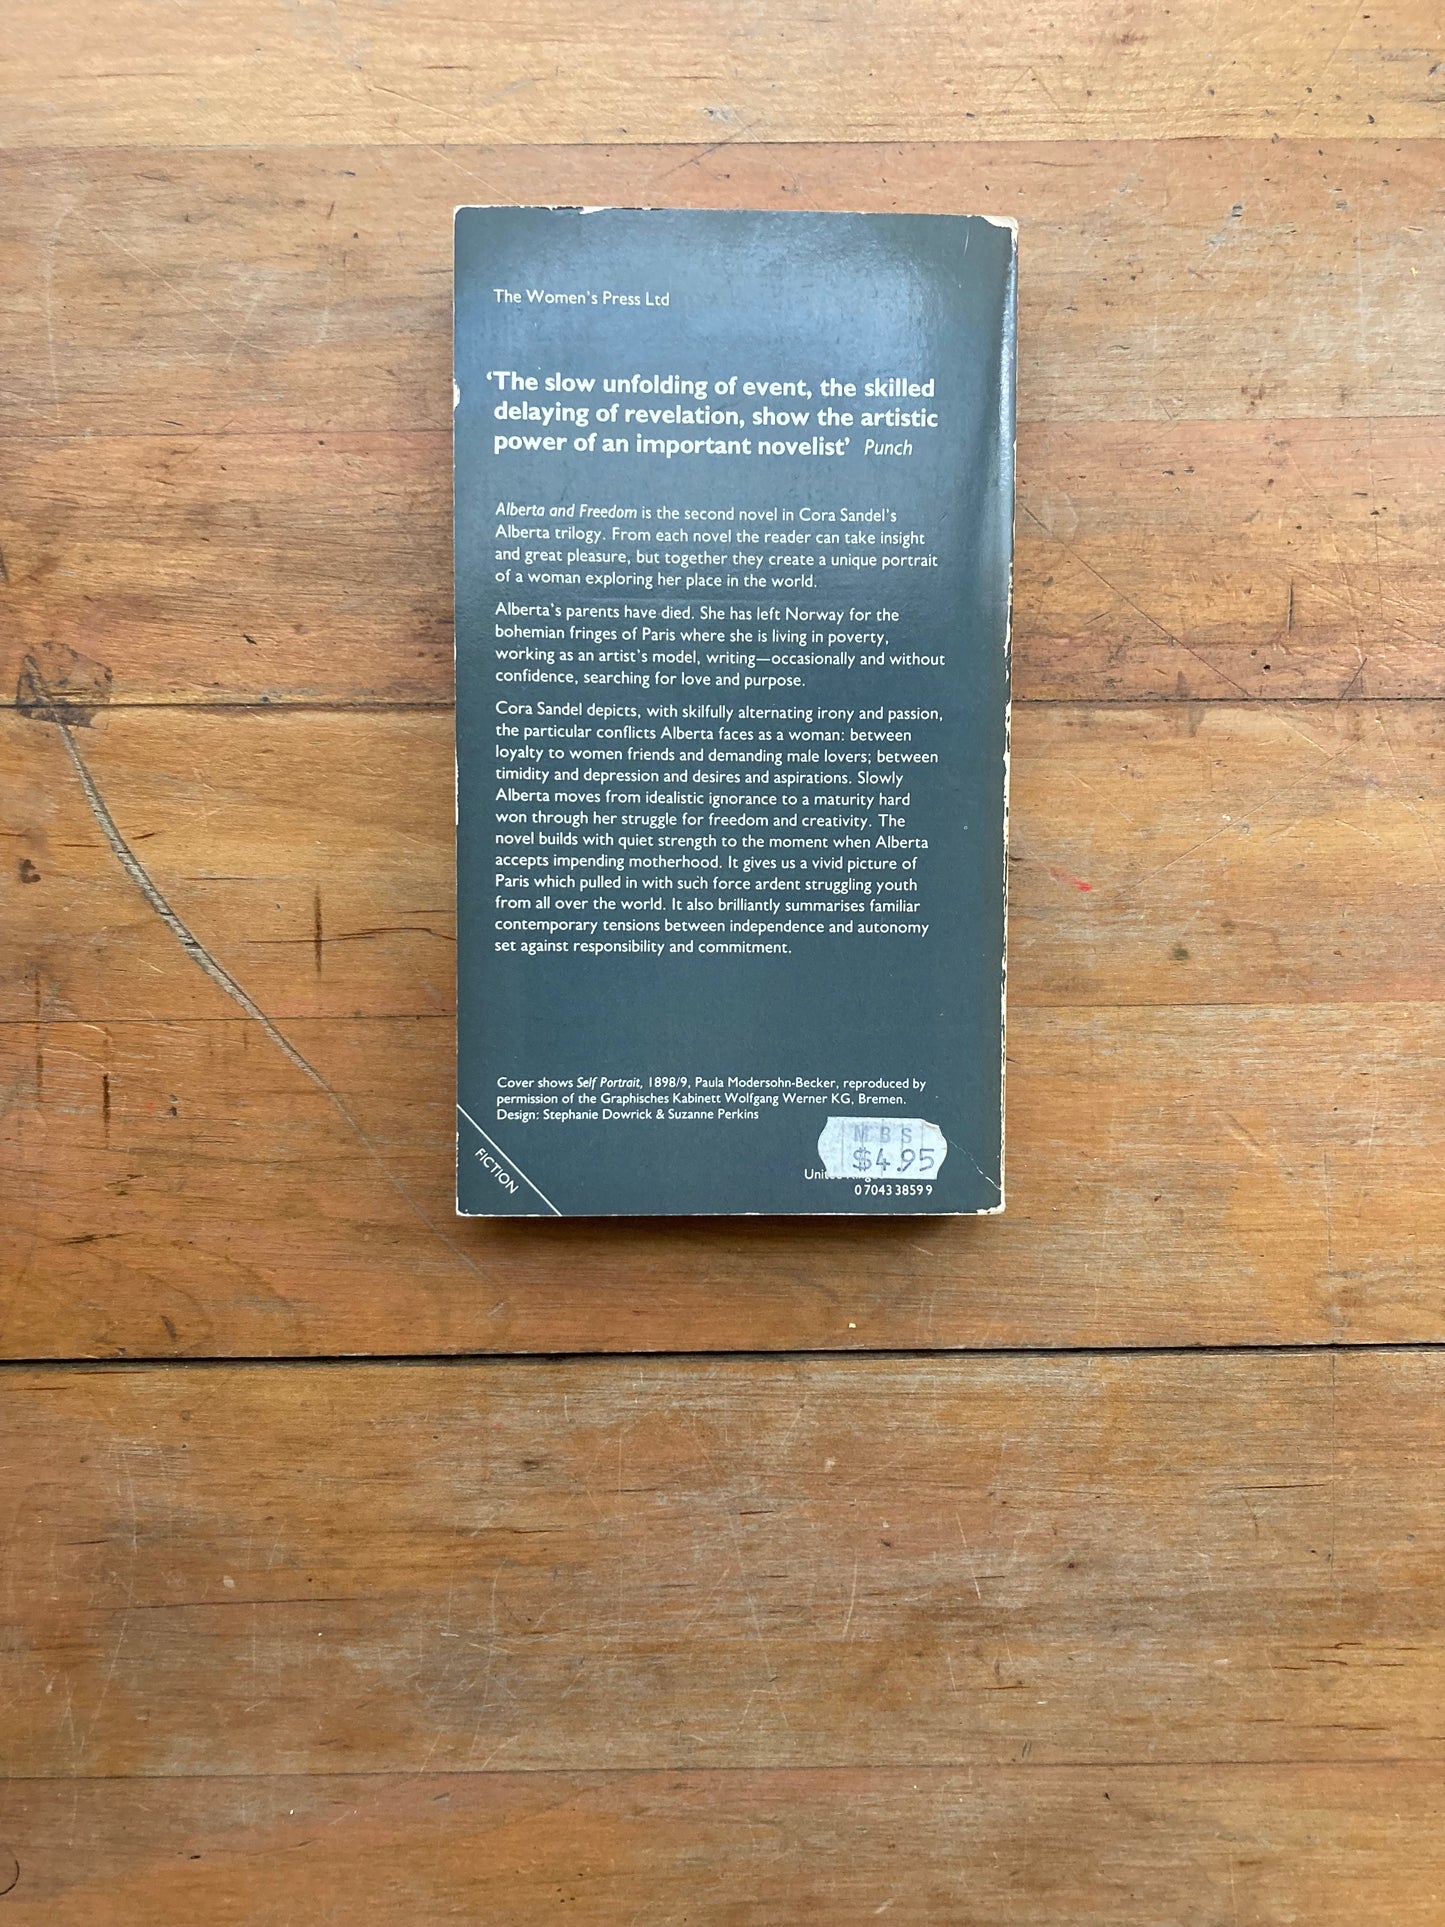 The Women's Press Ltd
‘The slow unfolding of event, the skilled
delaying of revelation, show the artistic
power of an important novelist’ Punch
Alberta and Freedom is the second novel in Cora Sandel's
Alberta trilogy. From each novel the reader can take insight
and great pleasure, but together they create a unique portrait
of a woman exploring her place in the world.
Alberta's parents have died. She has left Norway for the
bohemian fringes of Paris where she is living in poverty,
working as an artist's model, writing—occasionally and without
confidence, searching for love and purpose.
Cora Sandel depicts, with skilfully alternating irony and passion,
the particular conflicts Alberta faces as a woman: between
loyalty to women friends and demanding male lovers; between
timidity and depression and desires and aspirations. Slowly
Alberta moves from idealistic ignorance to a maturity hard
won through her struggle for freedom and creativity. The
novel builds with quiet strength to the moment when Alberta
accepts impending motherhood. It gives us a vivid picture of
Paris which pulled in with such force ardent struggling youth
from all over the world. It also brilliantly summarises familiar
contemporary tensions between independence and autonomy
set against responsibility and commitment.
Cover shows Self Portrait, 1898/9, Paula Modersohn-Becker, reproduced by
permission of the Graphisches Kabinett Wolfgang Werner KG, Bremen.
Design: Stephanie Dowrick & Suzanne Perkins
FICTION
M B S
$4.95
0 7043 3859 9